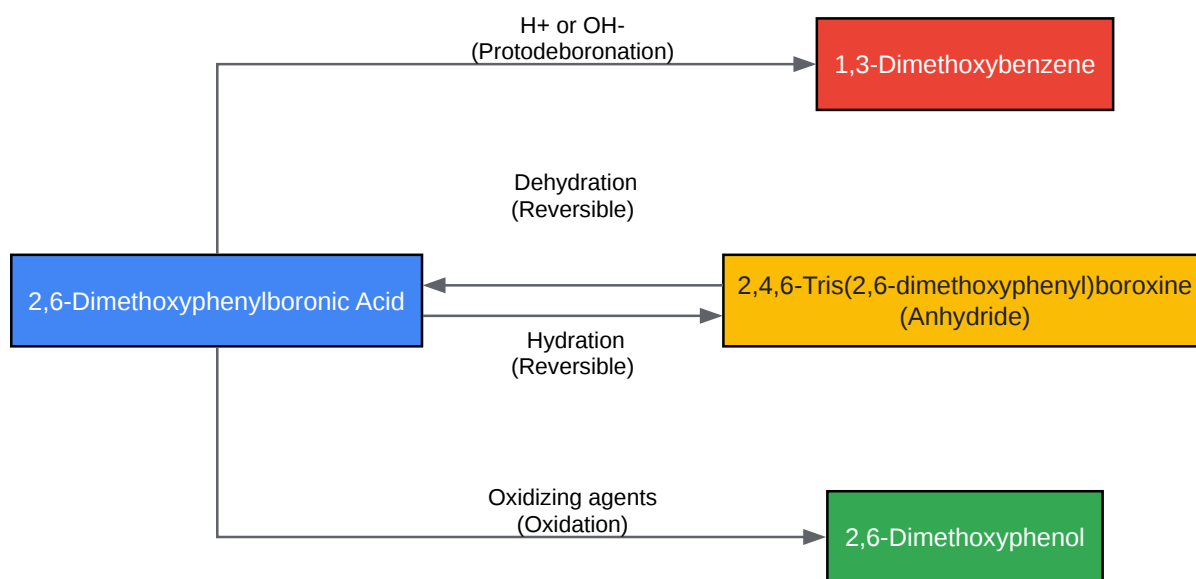 H+ or OH-
(Protodeboronation)
1,3-Dimethoxybenzene
Dehydration
(Reversible)
2,6-Dimethoxyphenylboronic Acid
2,4,6-Tris(2,6-dimethoxyphenyl)boroxine
(Anhydride)
Hydration
(Reversible)
Oxidizing agents
(Oxidation)
2,6-Dimethoxyphenol